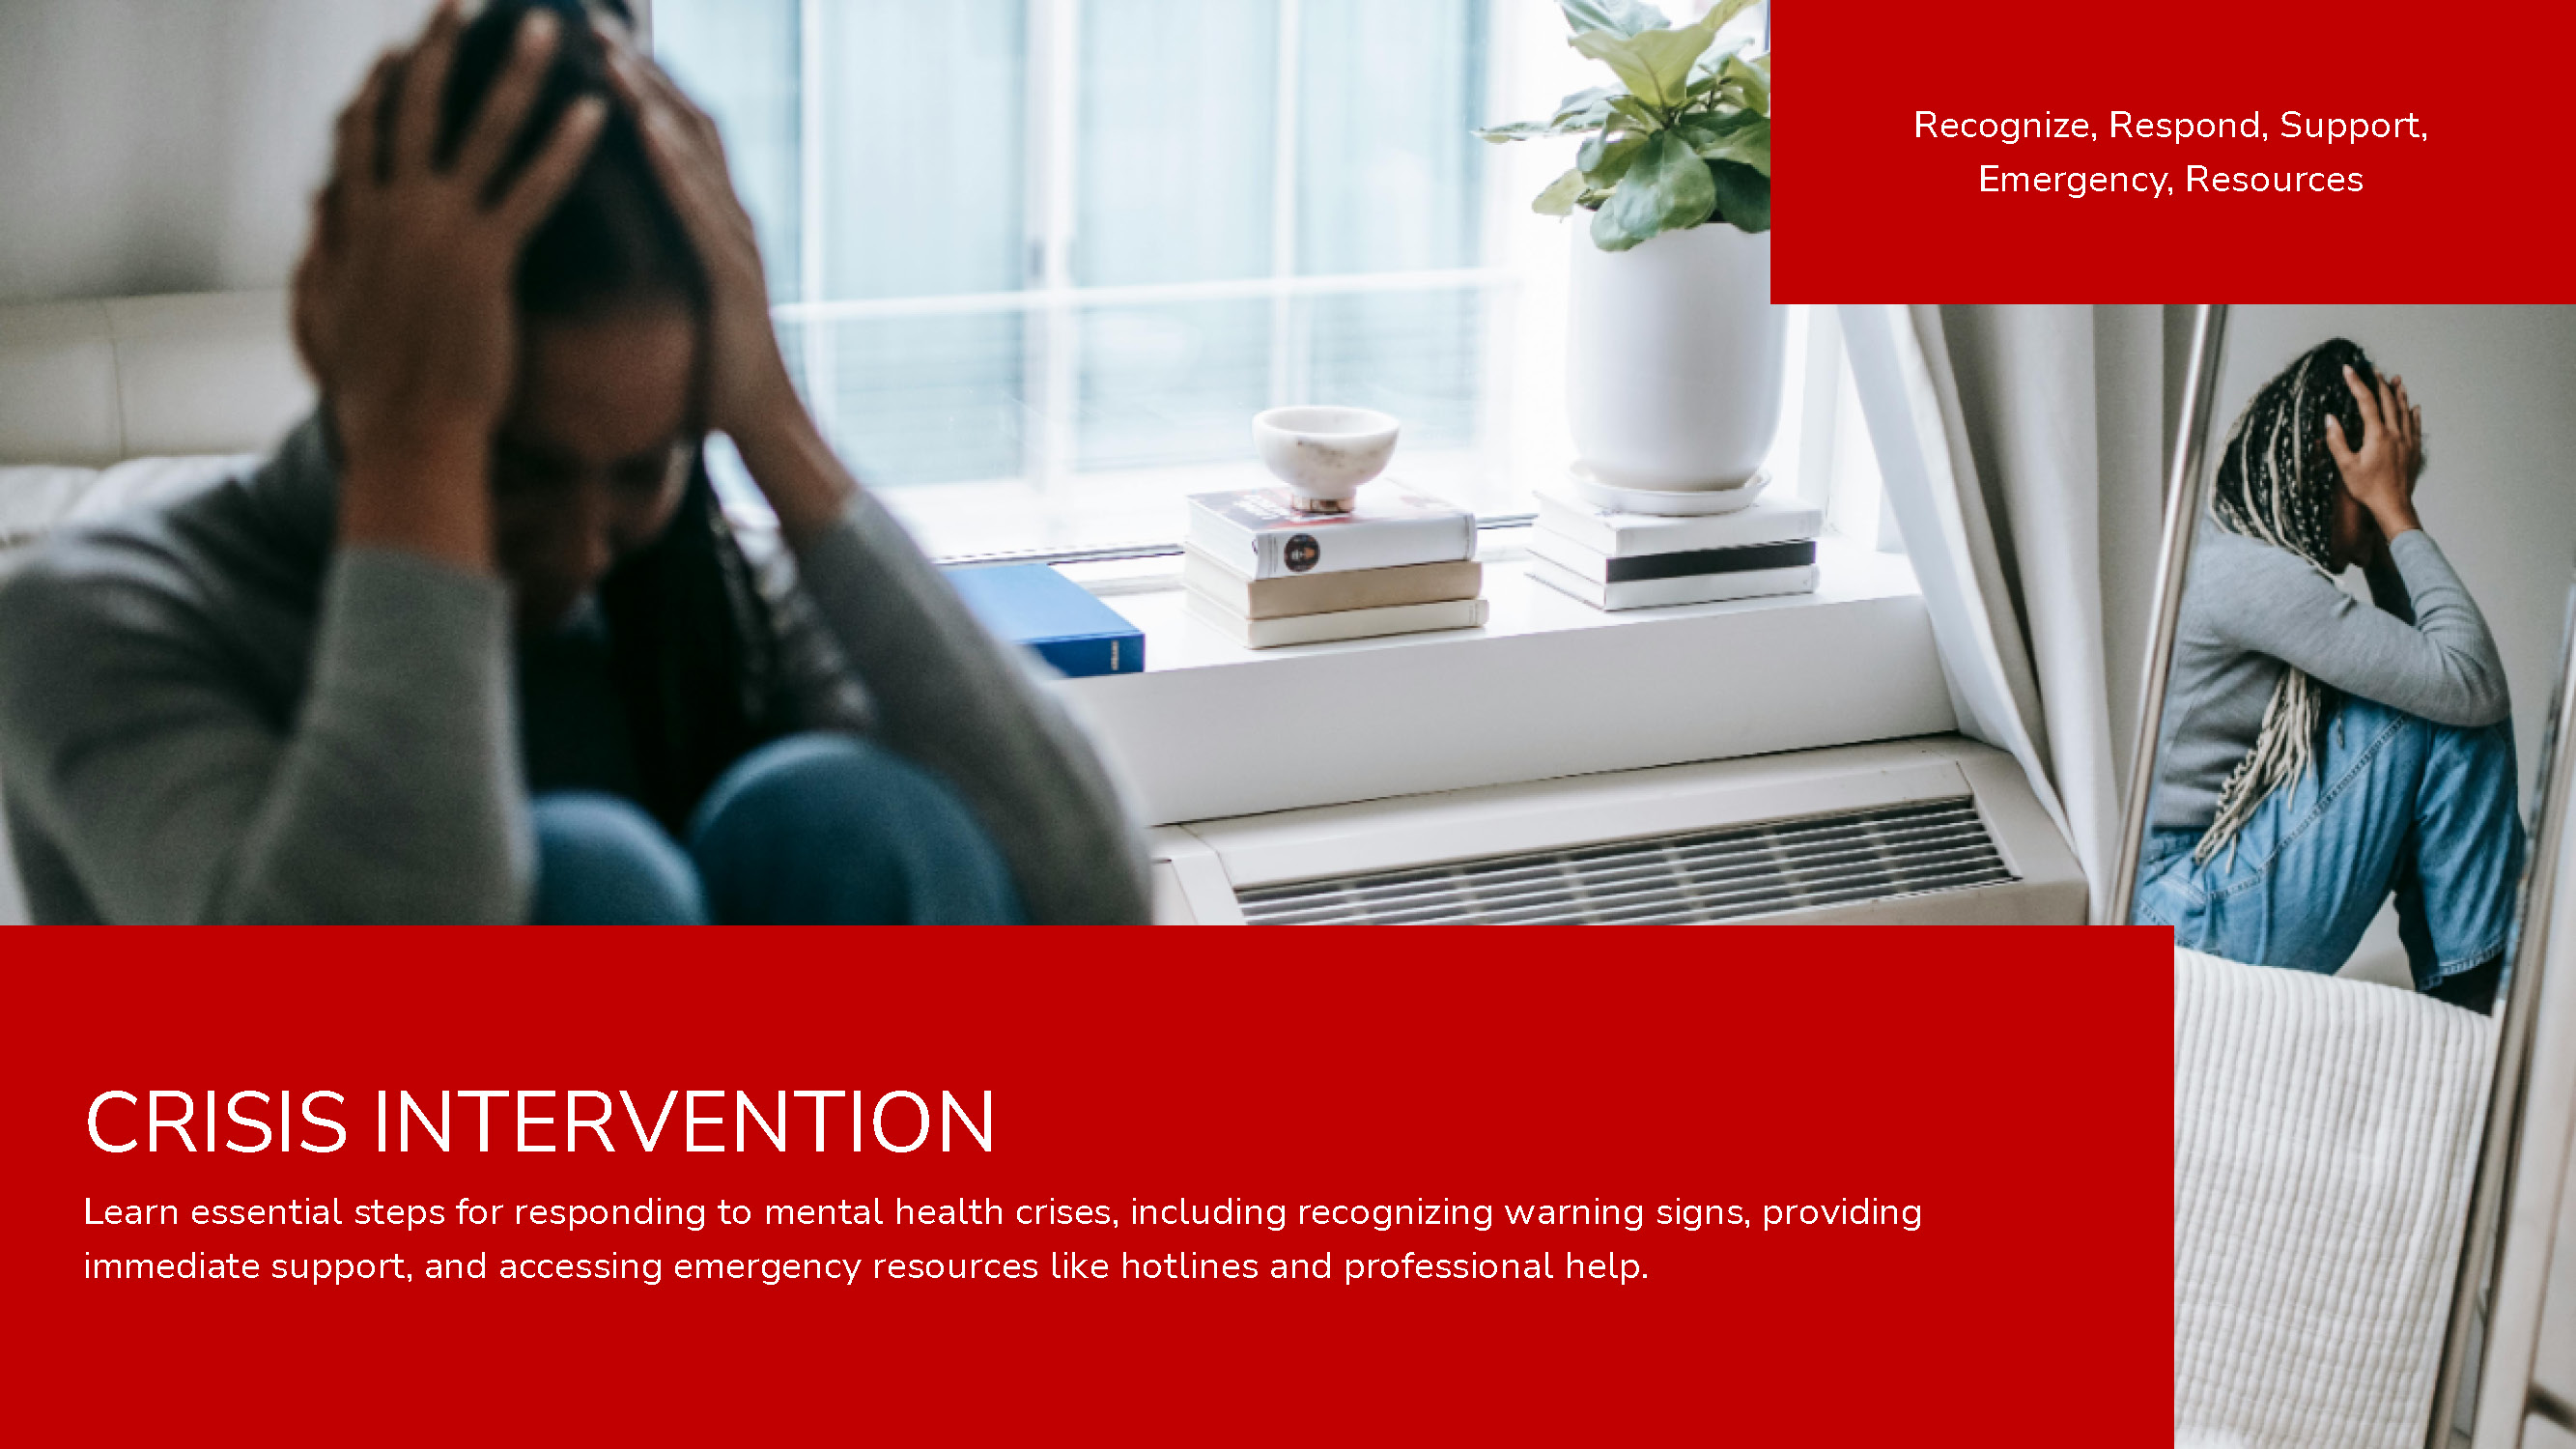 Recognize, Respond, Support,
Emergency, Resources
CRISIS INTERVENTION
Learn essential steps for responding to mental health crises, including recognizing warning signs, providing
immediate support, and accessing emergency resources like hotlines and professional help.